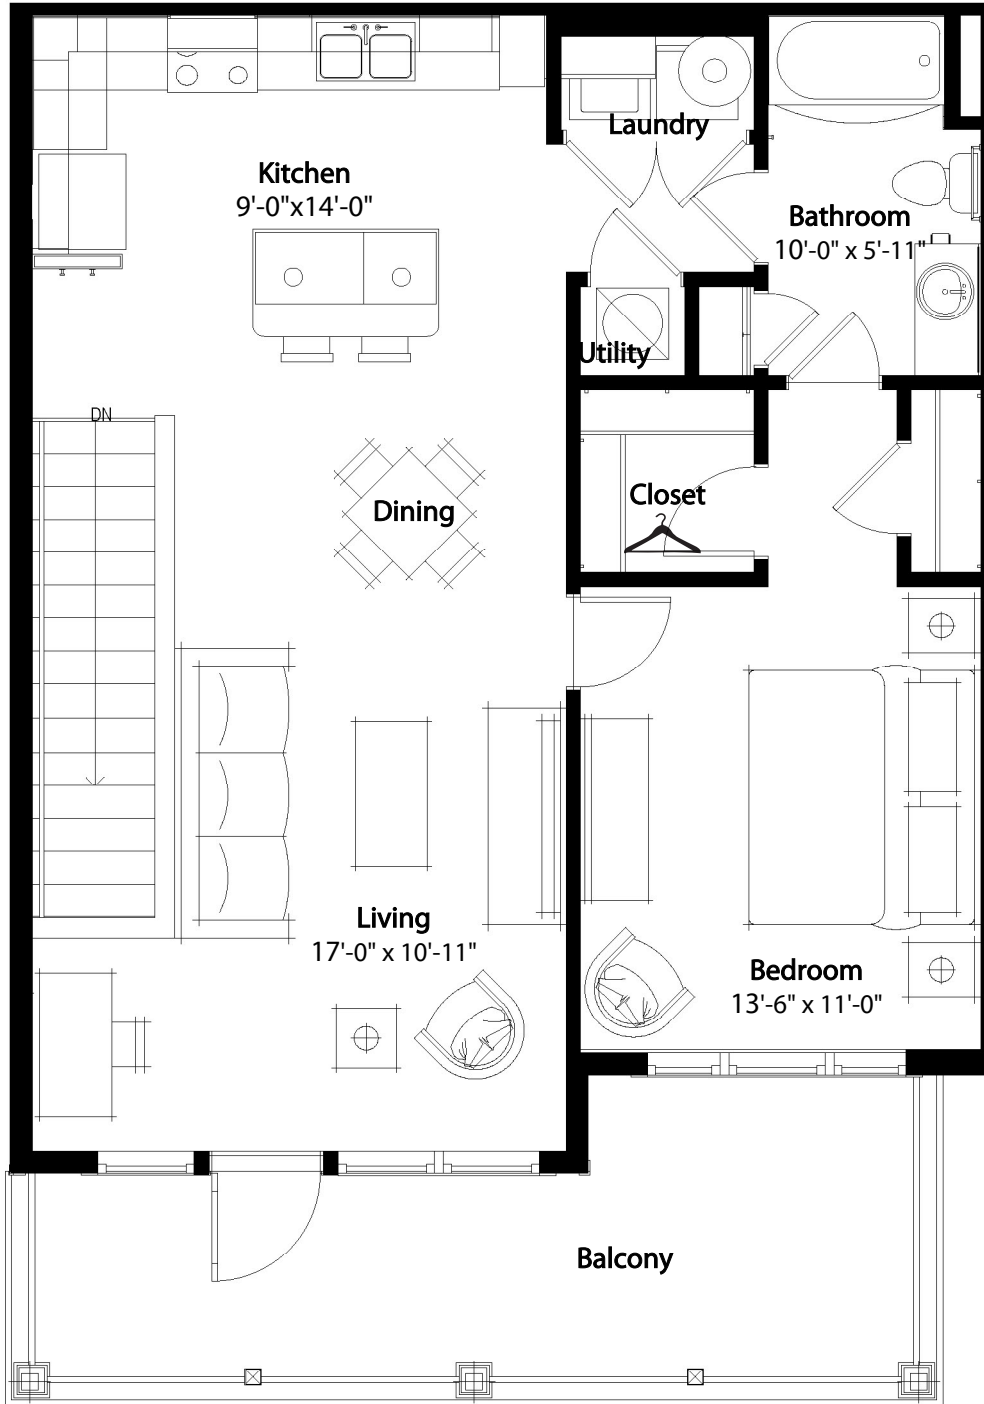 Laundry
Kitchen
9'-0"x14'-0"
Bathroom
10'-0" x 5'-11"
Utility
DN
Closet
Dining
Living
17'-0" x 10'-11"
Bedroom
13'-6" x 11'-0"
Balcony